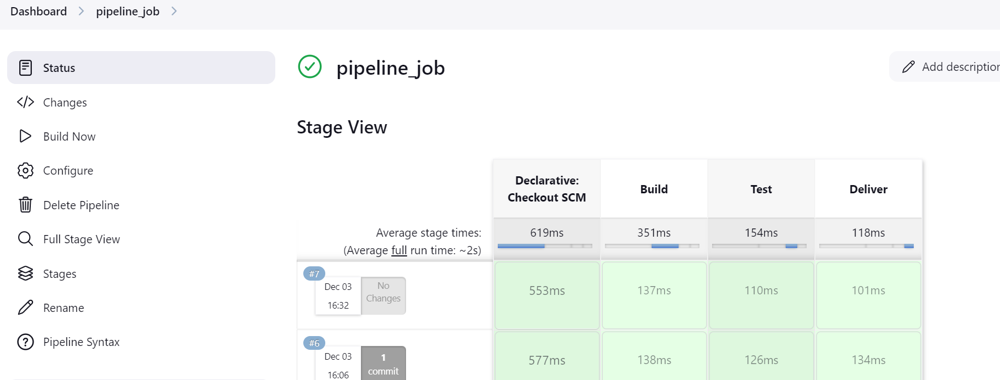 Dashboard
pipeline_job
Status
Changes
Build Now
Configure
Delete Pipeline
Full Stage View
Stages
Rename
Pipeline Syntax
pipeline_job
Add description
Stage View
Declarative:
Checkout SCM
Build
Test
Deliver
Average stage times:
(Average full run time: ~2s)
619ms
351ms
154ms
118ms
#7
Dec 03
16:32
No
Changes
553ms
137ms
110ms
101ms
#6
Dec 03
16:06
1
commit
577ms
138ms
126ms
134ms